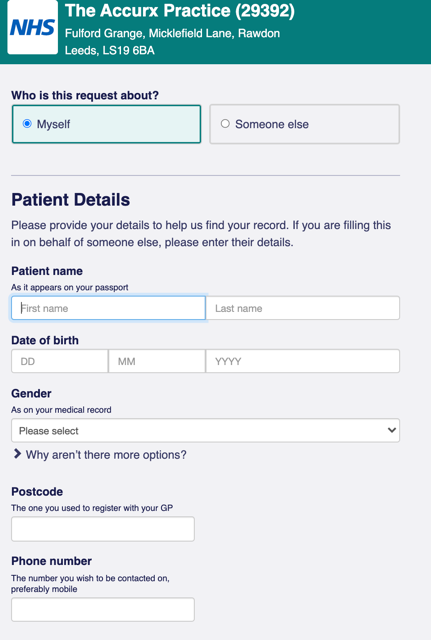 NHS
The Accurx Practice (29392)
Fulford Grange, Micklefield Lane, Rawdon
Leeds, LS19 6BA
Who is this request about?
Myself
Someone else
Patient Details
Please provide your details to help us find your record. If you are filling this
in on behalf of someone else, please enter their details.
Patient name
As it appears on your passport
First name
Last name
Date of birth
DD
MM
YYYY
Gender
As on your medical record
Please select
Why aren't there more options?
Postcode
The one you used to register with your GP
Phone number
The number you wish to be contacted on,
preferably mobile